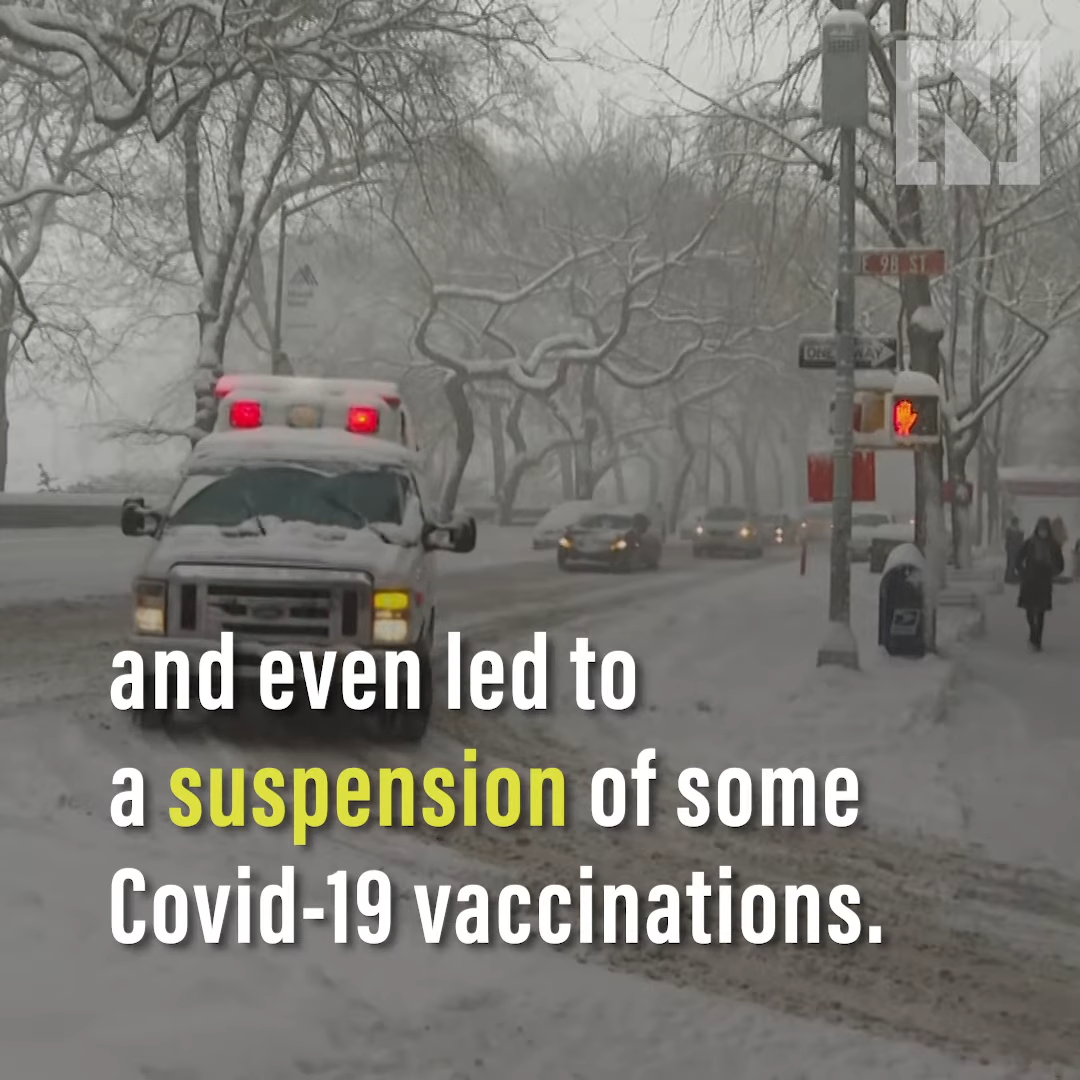 E 98 ST
ONE WAY
and even led to
a suspension of some
Covid-19 vaccinations.